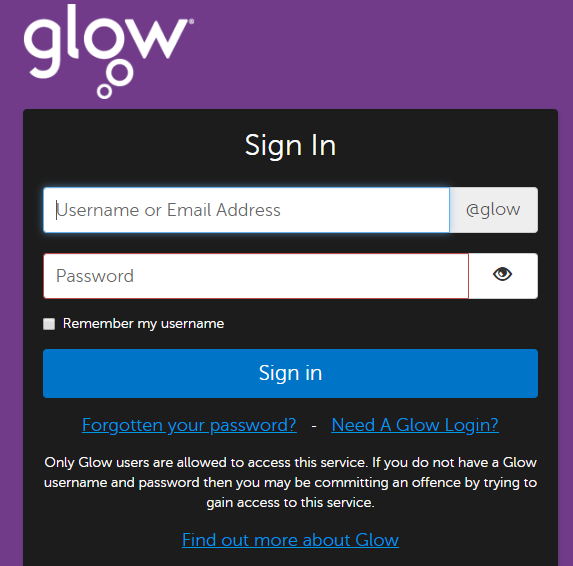 glow
Sign In
Username or Email Address @glow
Password
Remember my username
Sign in
Forgotten your password? - Need A Glow Login?
Only Glow users are allowed to access this service. If you do not have a Glow
username and password then you may be committing an offence by trying to
gain access to this service.
Find out more about Glow